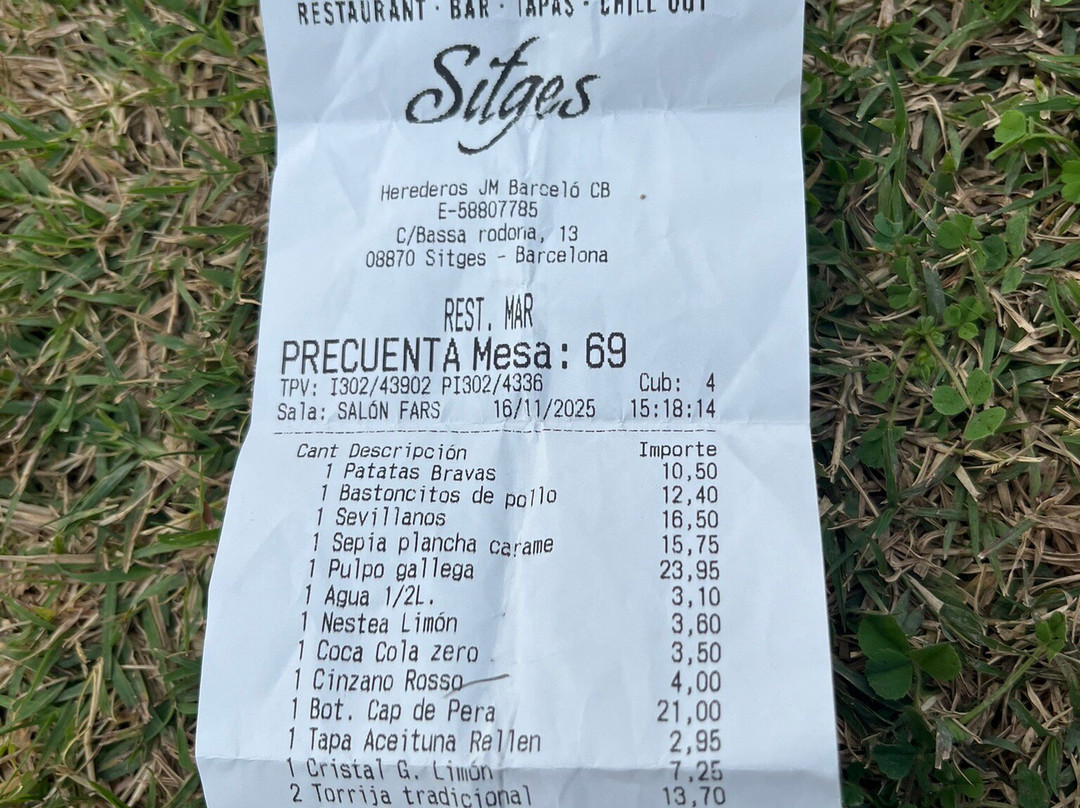 RESTAURANT · BAR · TAPAS · CHILL OUT
Sitges
Herederos JM Barceló CB
E-58807785
C/Bassa rodona, 13
08870 Sitges - Barcelona
REST. MAR
PRECUENTA Mesa: 69
TPV: I302/43902 PI302/4336 Cub: 4
Sala: SALÓN FARS 16/11/2025 15:18:14
Cant Descripción Importe
1 Patatas Bravas 10,50
1 Bastoncitos de pollo 12,40
1 Sevillanos 16,50
1 Sepia plancha carame 15,75
1 Pulpo gallega 23,95
1 Agua 1/2L. 3,10
1 Nestea Limón 3,60
1 Coca Cola zero 3,50
1 Cinzano Rosso 4,00
1 Bot. Cap de Pera 21,00
1 Tapa Aceituna Rellen 2,95
1 Cristal G. Limón 7,25
2 Torrija tradicional 13,70